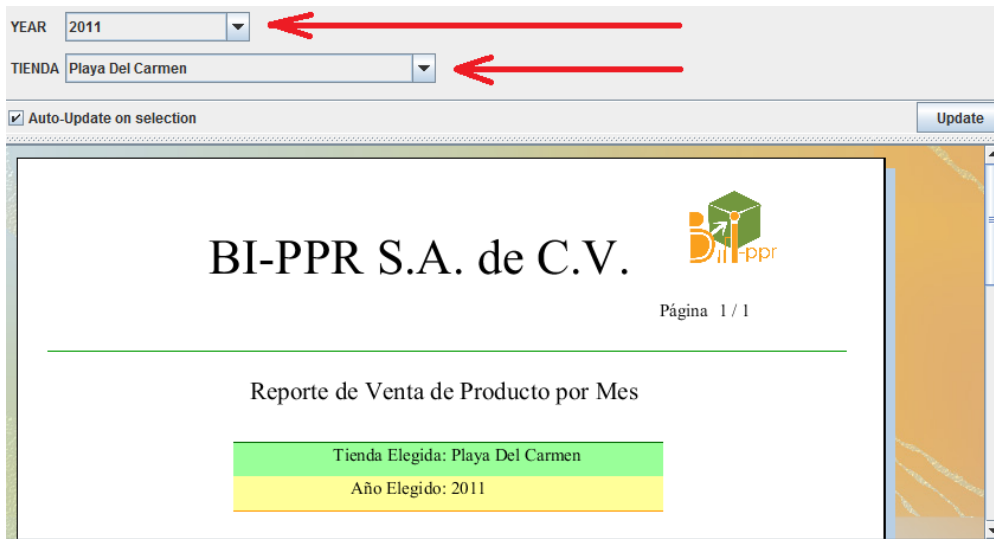 YEAR 2011
TIENDA Playa Del Carmen
Auto-Update on selection Update
BI-PPR S.A. de C.V.
BI-ppr
Página 1 / 1
Reporte de Venta de Producto por Mes
Tienda Elegida: Playa Del Carmen
Año Elegido: 2011